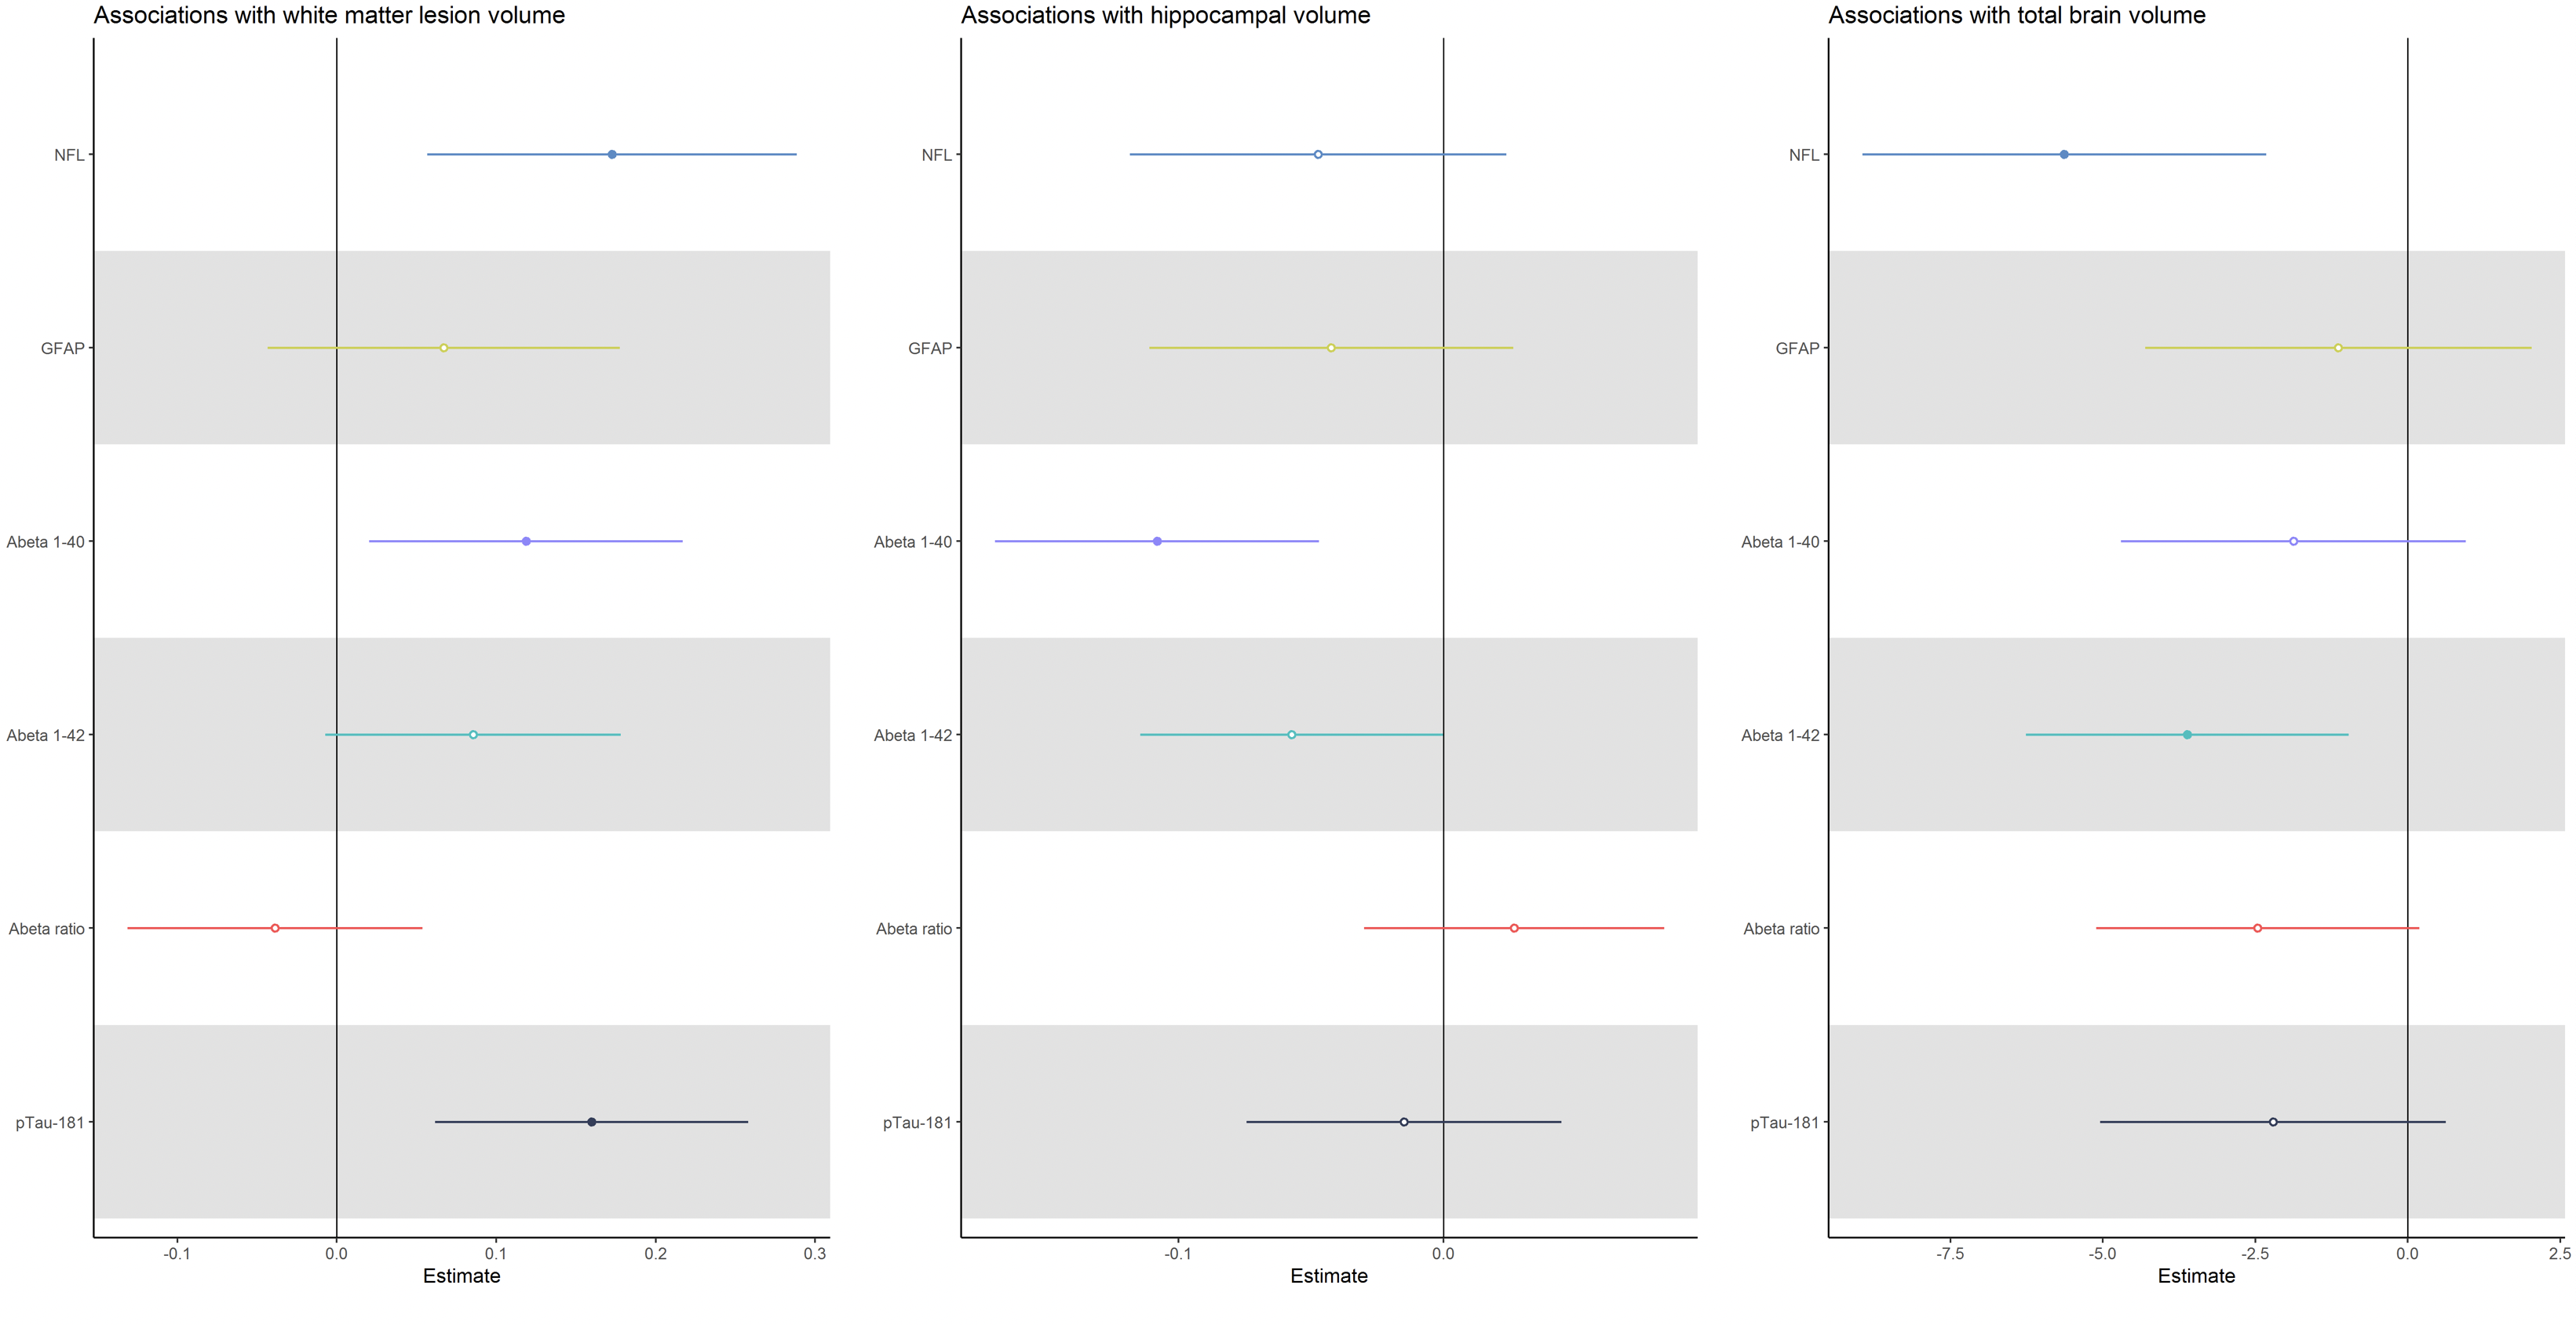 Associations with white matter lesion volume
NFL
GFAP
Abeta 1-40
Abeta 1-42
Abeta ratio
pTau-181
-0.1 0.0 0.1 0.2 0.3
Estimate
Associations with hippocampal volume
NFL
GFAP
Abeta 1-40
Abeta 1-42
Abeta ratio
pTau-181
-0.1 0.0
Estimate
Associations with total brain volume
NFL
GFAP
Abeta 1-40
Abeta 1-42
Abeta ratio
pTau-181
-7.5 -5.0 -2.5 0.0 2.5
Estimate